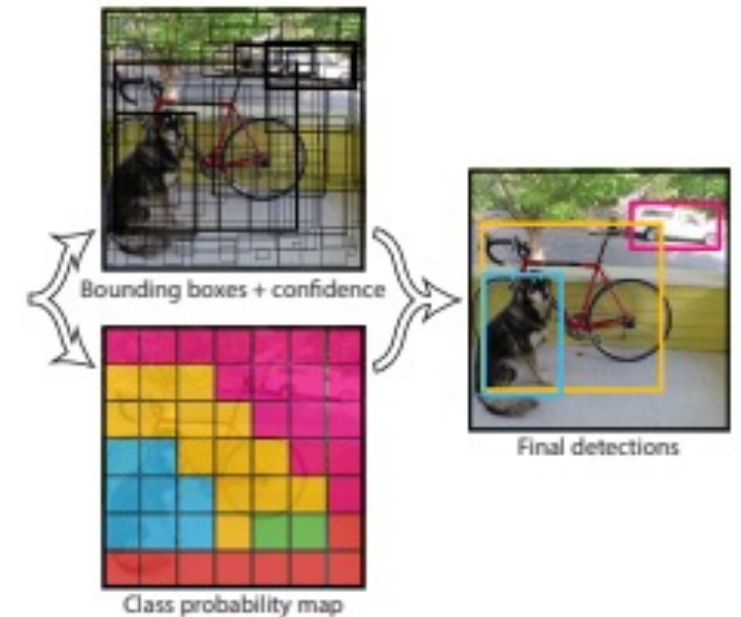 Bounding boxes + confidence
Final detections
Class probability map